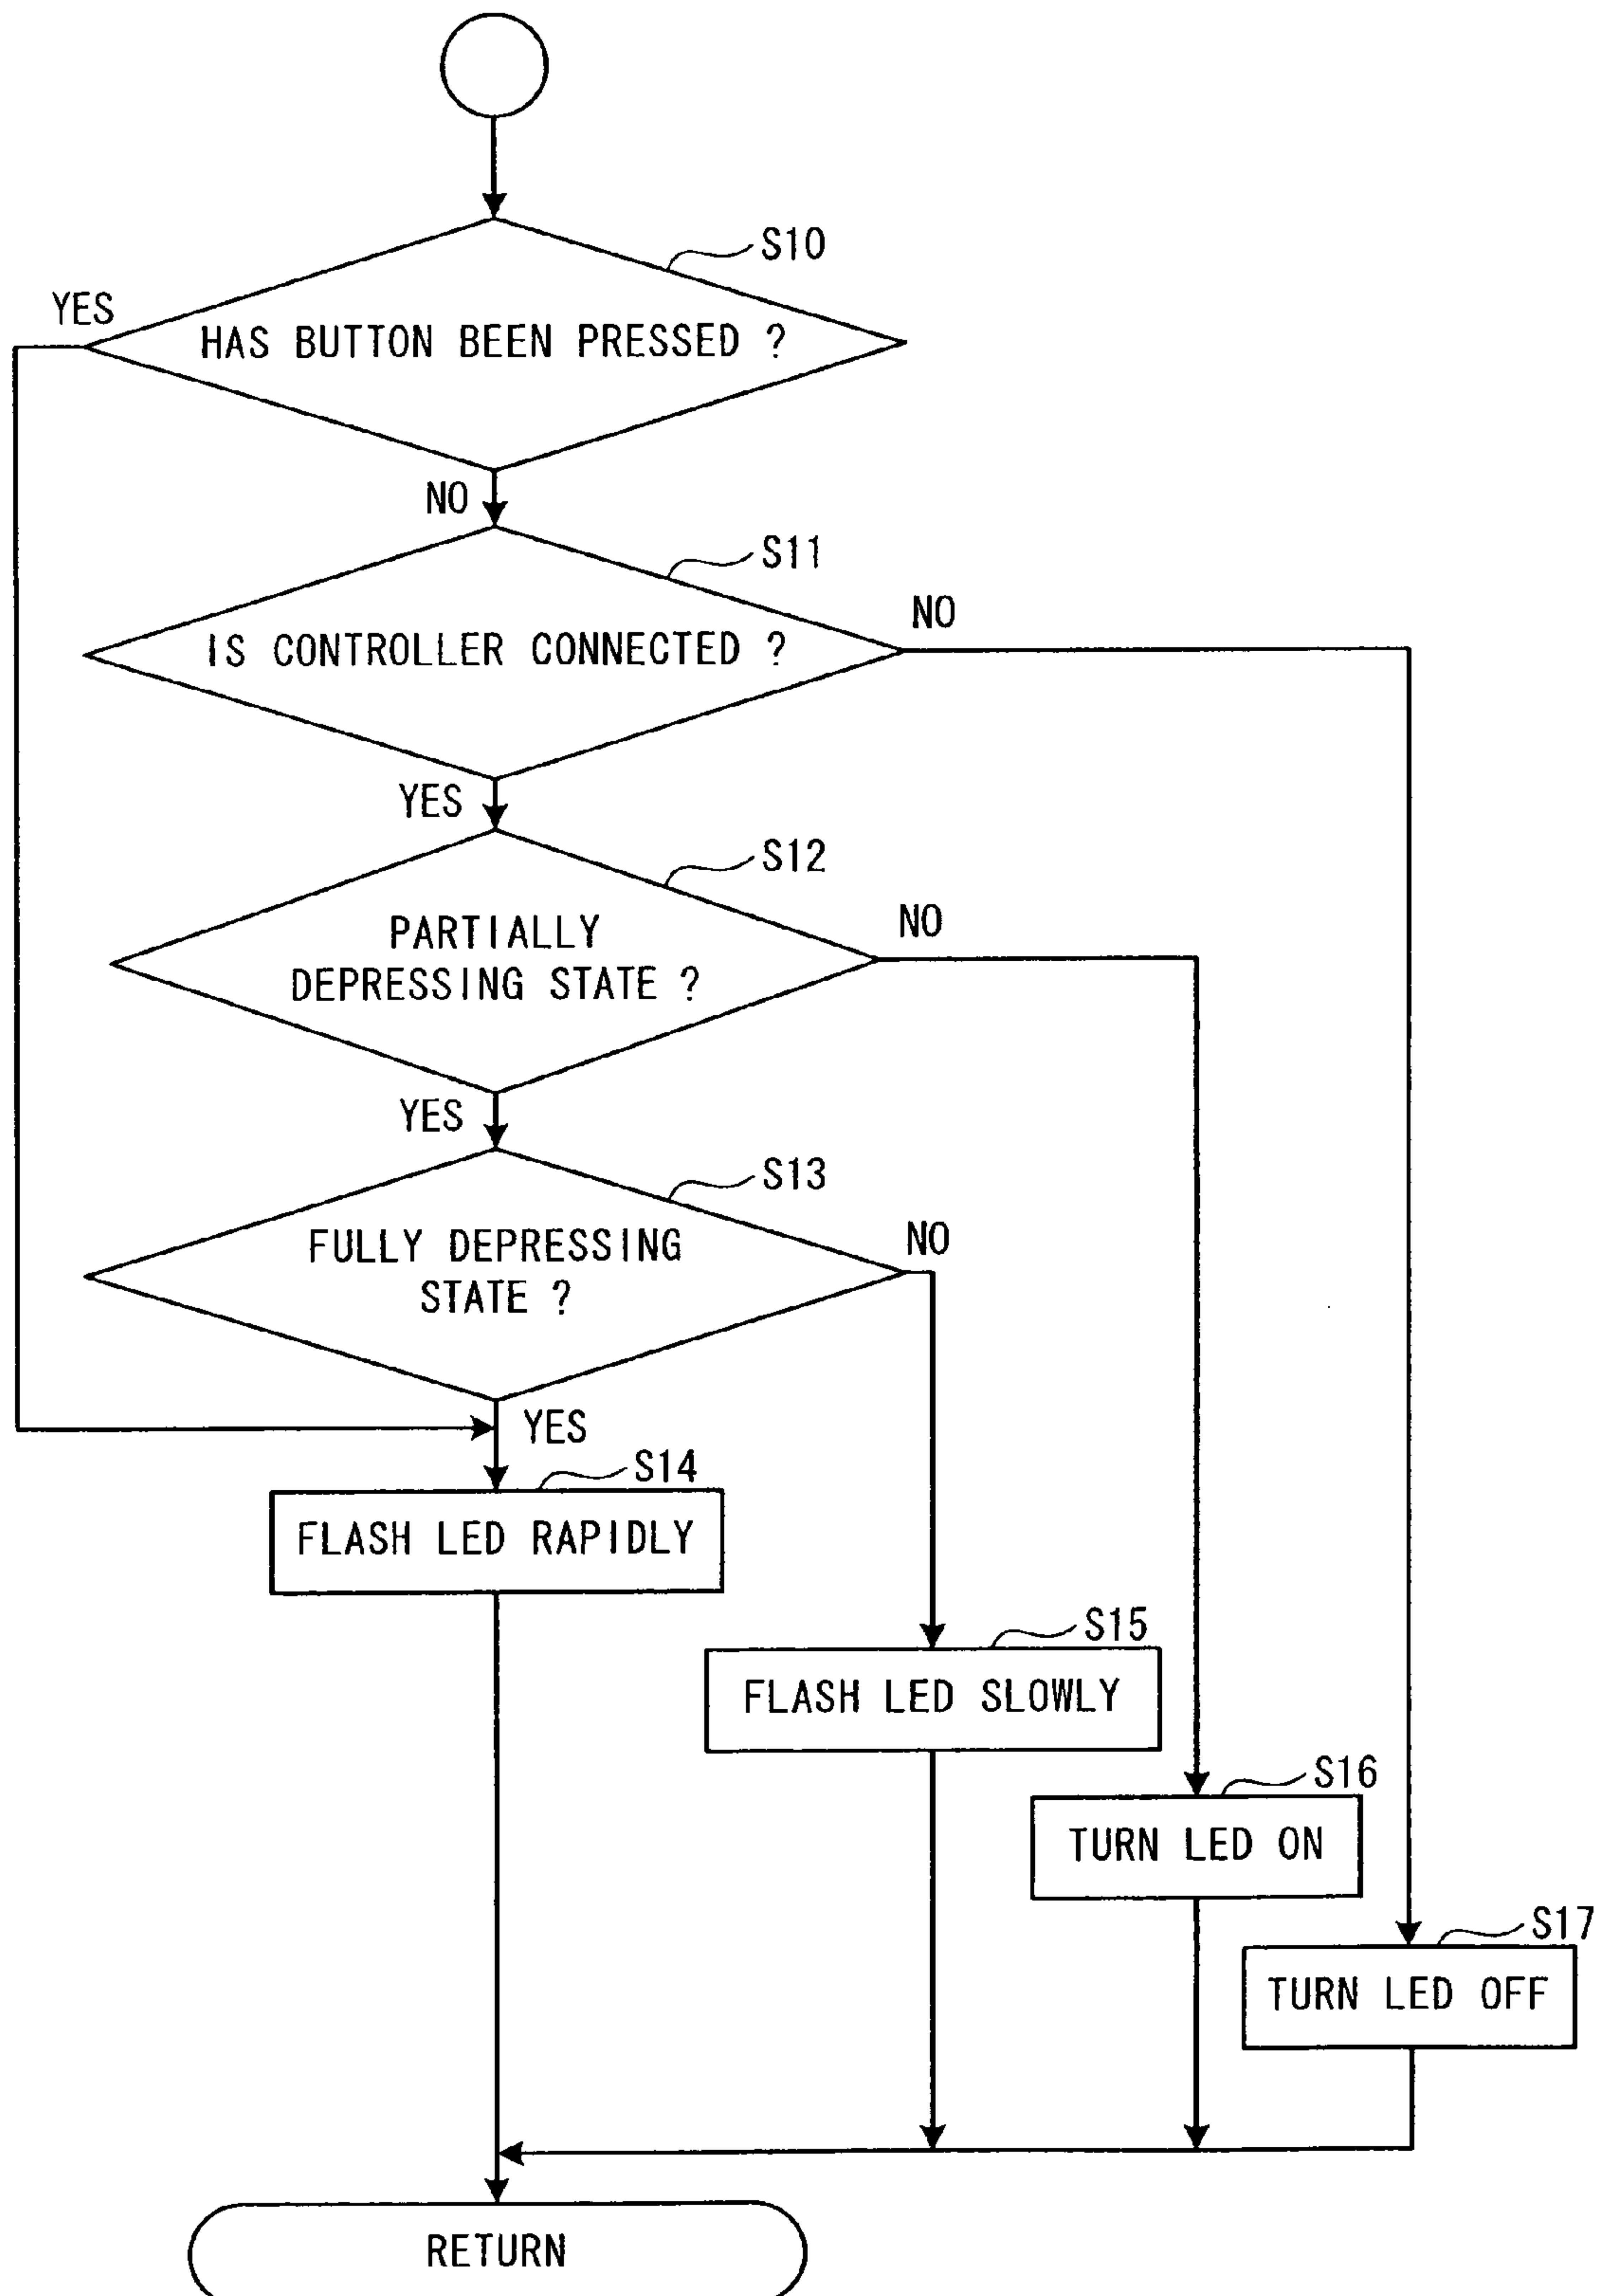 S10
YES
HAS BUTTON BEEN PRESSED ?
NO
S11
NO
IS CONTROLLER CONNECTED ?
YES
S12
NO
PARTIALLY
DEPRESSING STATE ?
YES
S13
NO
FULLY DEPRESSING
STATE ?
YES
S14
FLASH LED RAPIDLY
S15
FLASH LED SLOWLY
S16
TURN LED ON
S17
TURN LED OFF
RETURN